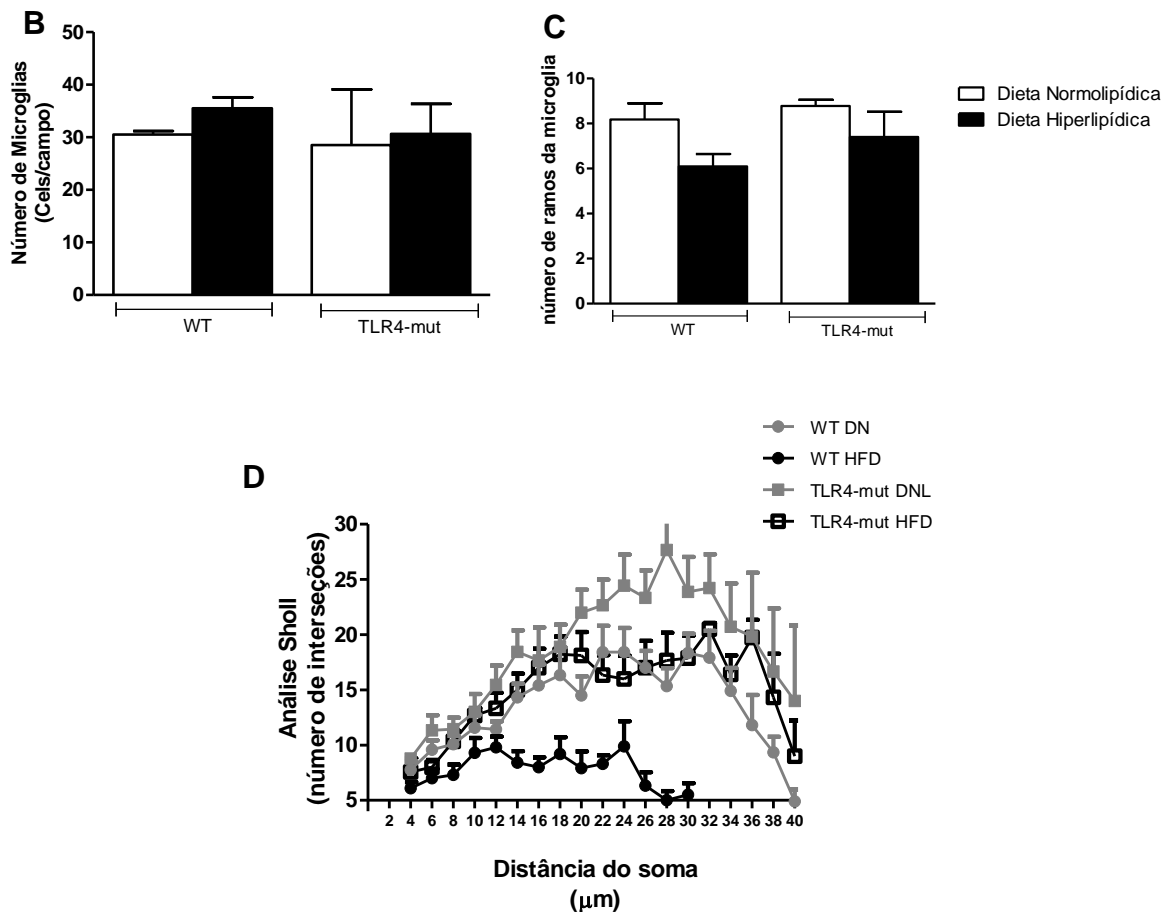 B
Número de Microglias
(Cels/campo)
50
40
30
20
10
0
WT
TLR4-mut
C
número de ramos da microglia
10
8
6
4
2
0
WT
TLR4-mut
Dieta Normolipídica
Dieta Hiperlipídica
D
WT DN
WT HFD
TLR4-mut DNL
TLR4-mut HFD
Análise Sholl
(número de interseções)
30
25
20
15
10
5
2 4 6 8 10 12 14 16 18 20 22 24 26 28 30 32 34 36 38 40
Distância do soma
(μm)